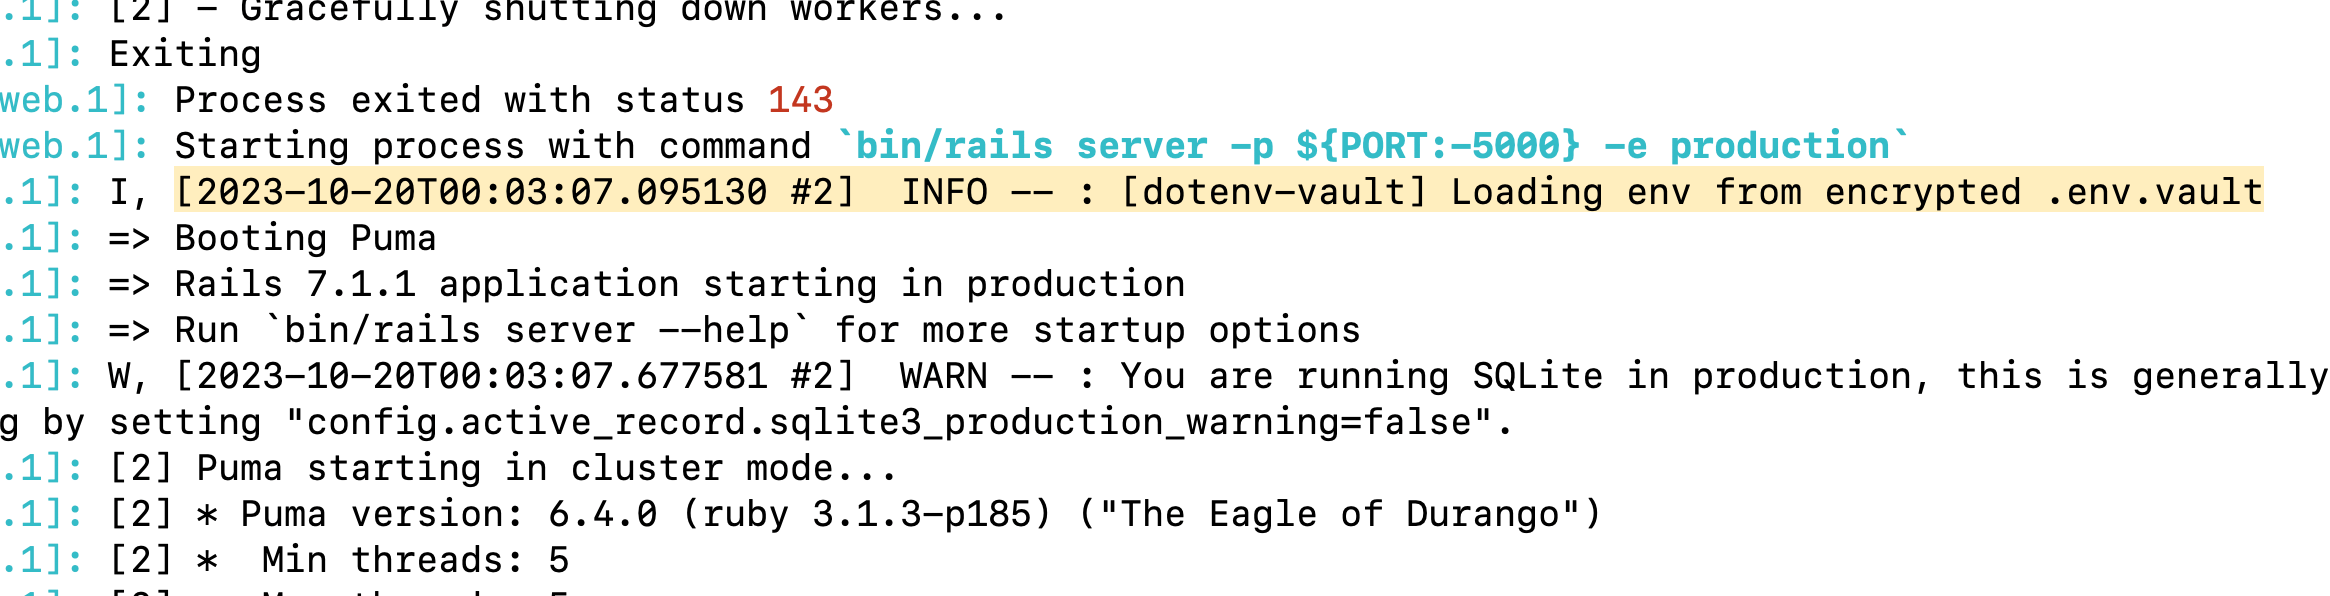 .1]: [2] - Gracefully shutting down workers...
.1]: Exiting
web.1]: Process exited with status 143
web.1]: Starting process with command `bin/rails server -p ${PORT:-5000} -e production`
.1]: I, [2023-10-20T00:03:07.095130 #2]  INFO -- : [dotenv-vault] Loading env from encrypted .env.vault
.1]: => Booting Puma
.1]: => Rails 7.1.1 application starting in production
.1]: => Run `bin/rails server --help` for more startup options
.1]: W, [2023-10-20T00:03:07.677581 #2]  WARN -- : You are running SQLite in production, this is generally
g by setting "config.active_record.sqlite3_production_warning=false".
.1]: [2] Puma starting in cluster mode...
.1]: [2] * Puma version: 6.4.0 (ruby 3.1.3-p185) ("The Eagle of Durango")
.1]: [2] *  Min threads: 5